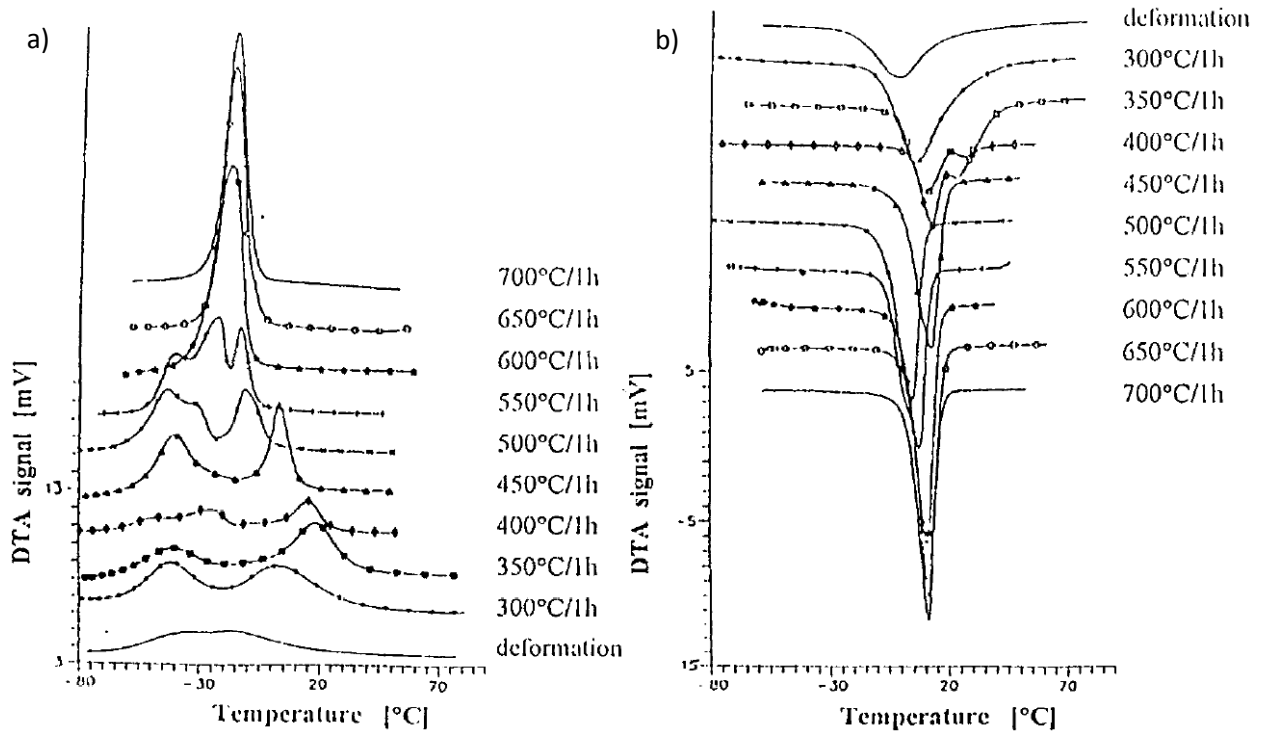 a)
700°C/1h
650°C/1h
600°C/1h
550°C/1h
500°C/1h
450°C/1h
400°C/1h
350°C/1h
300°C/1h
deformation
DTA signal [mV]
13
3
-80 -30 20 70
Temperature [°C]
b)
deformation
300°C/1h
350°C/1h
400°C/1h
450°C/1h
500°C/1h
550°C/1h
600°C/1h
650°C/1h
700°C/1h
DTA signal [mV]
-5
15
-80 -30 20 70
Temperature [°C]